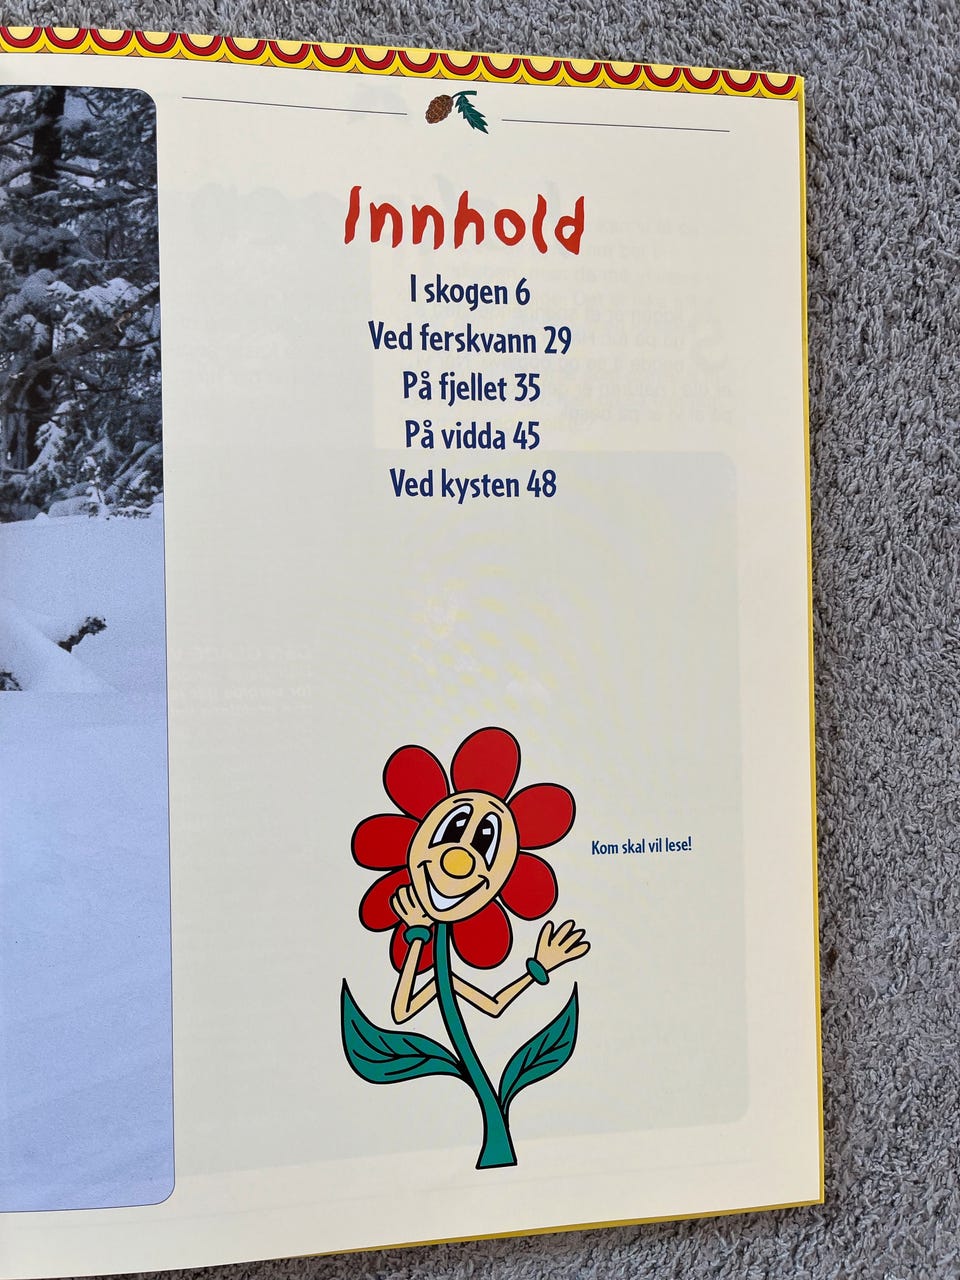 Innhold
I skogen 6
Ved ferskvann 29
På fjellet 35
På vidda 45
Ved kysten 48
Kom skal vil lese!